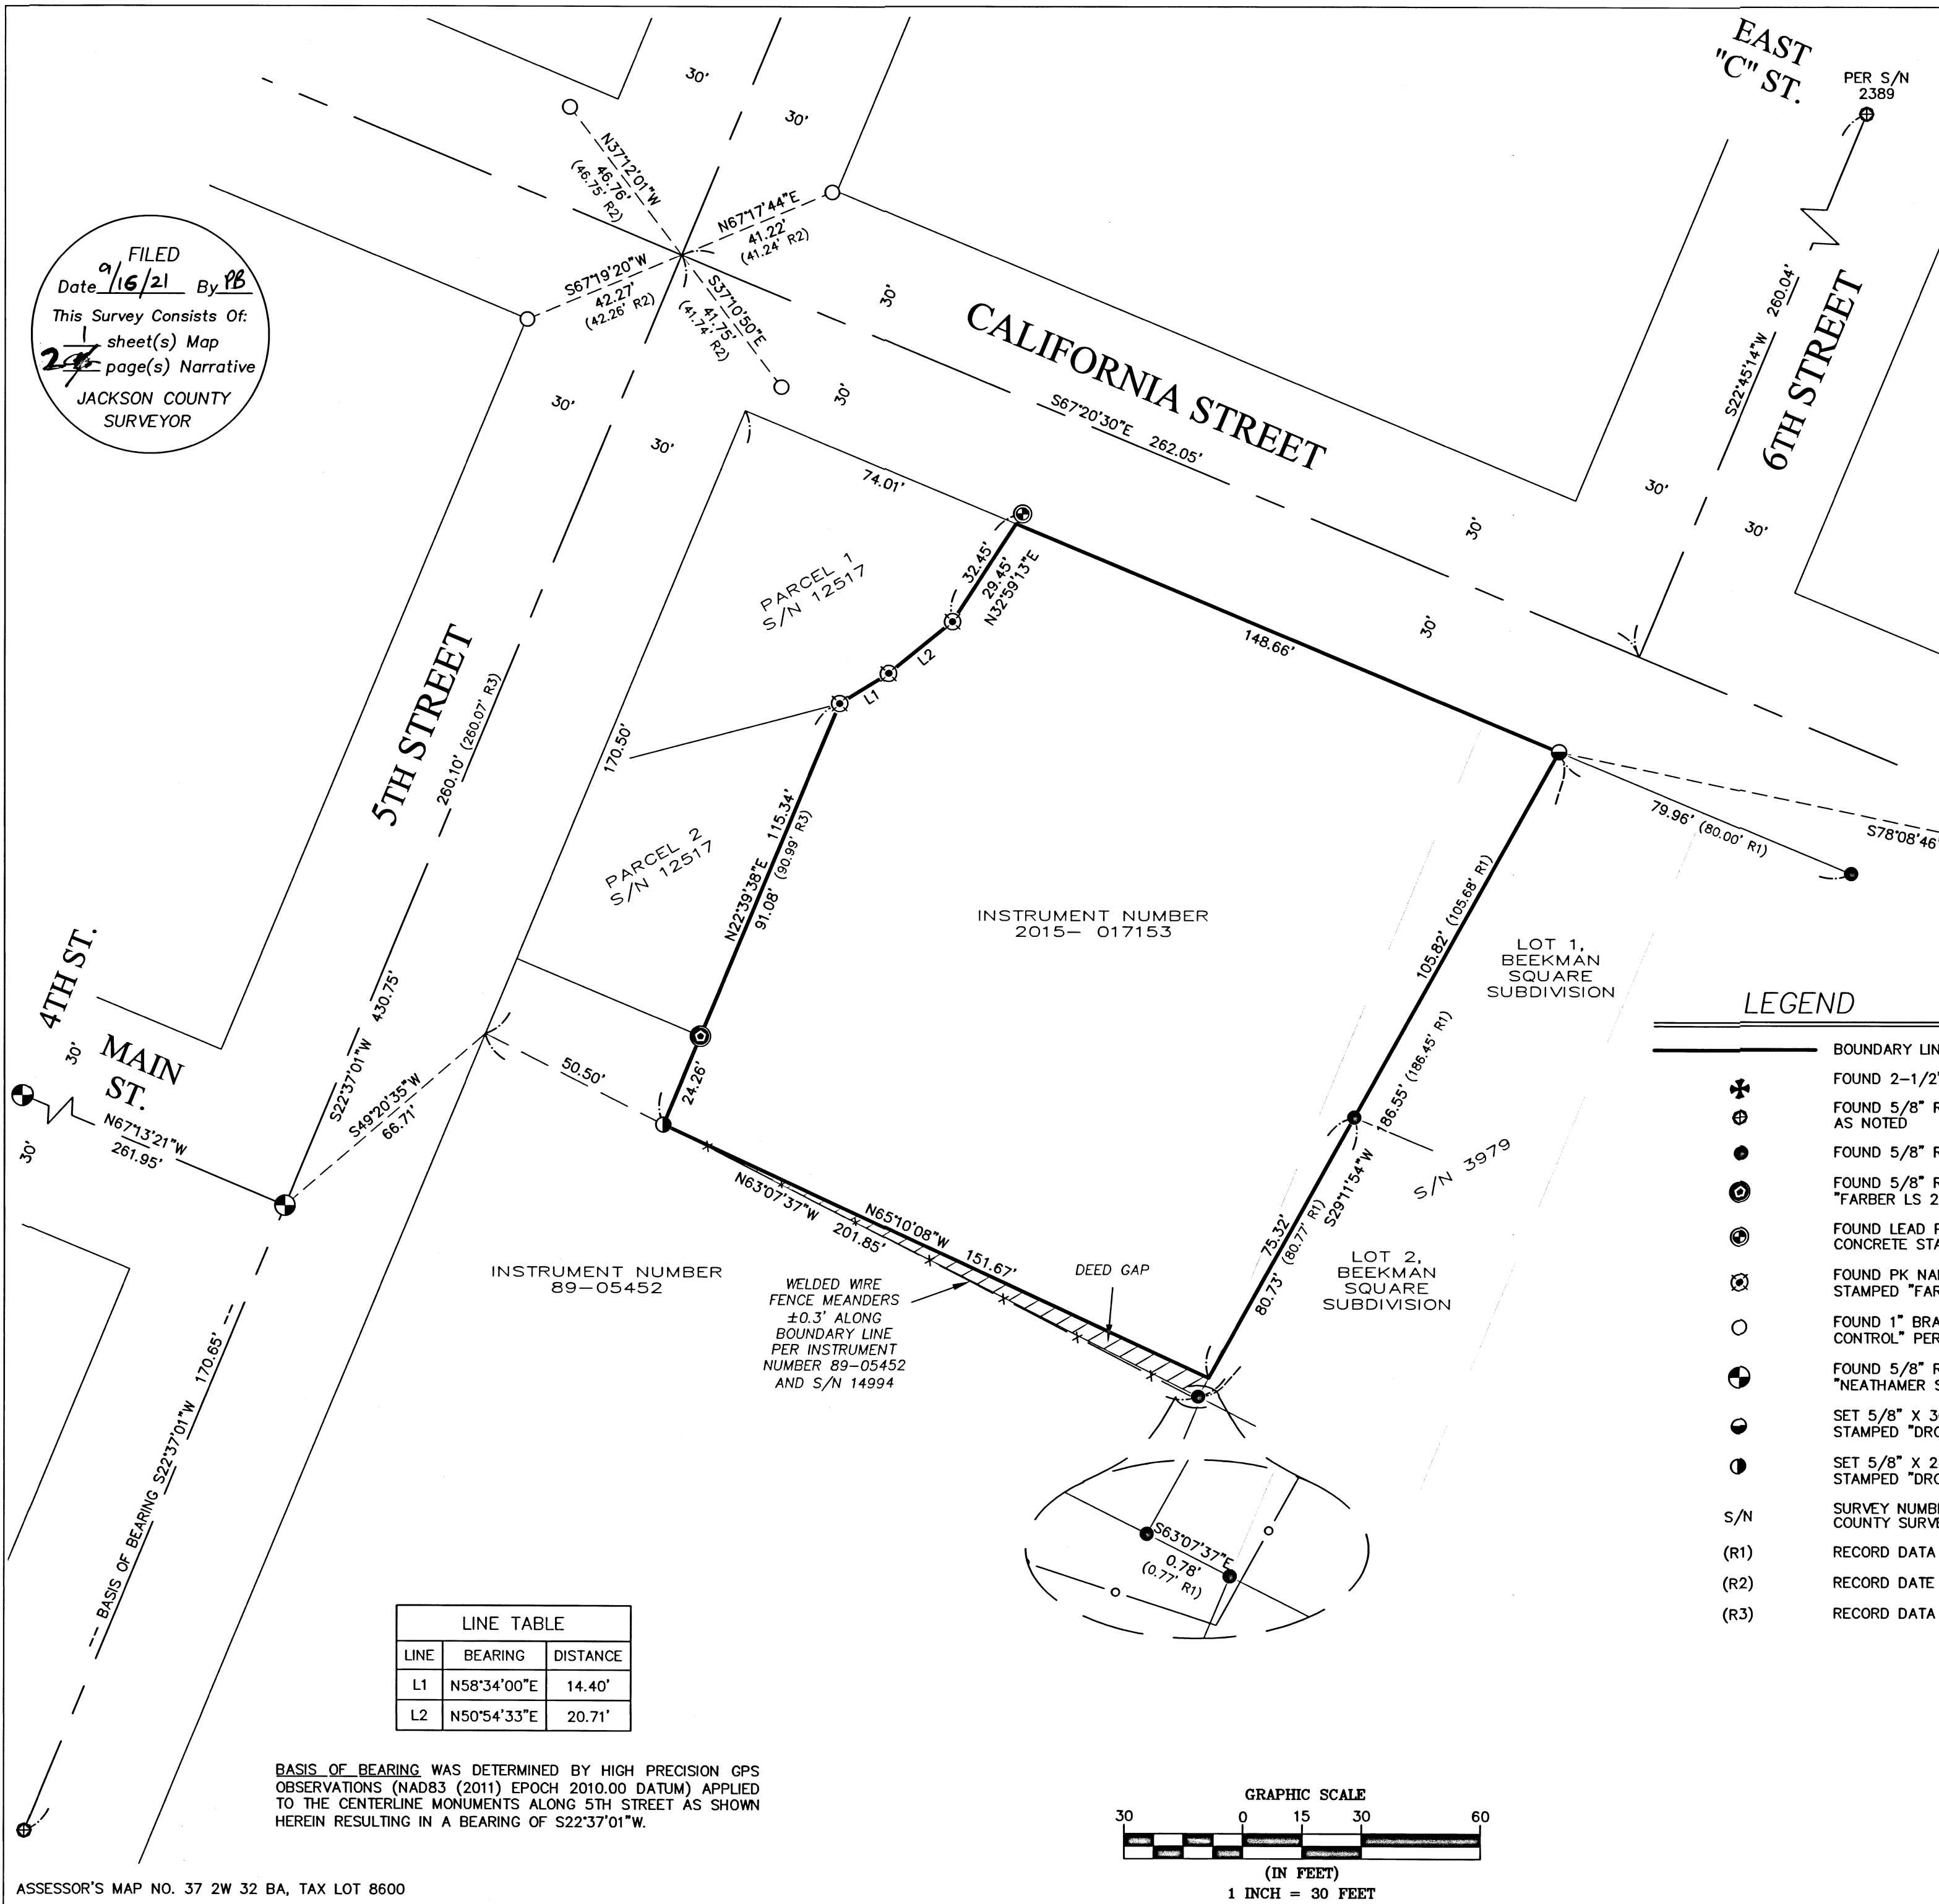 EAST
"C" ST.
PER S/N
2389
30'
30'
N37°12'01"W
46.76'
(46.75' R2)
N67°17'44"E
41.22'
(41.24' R2)
S67°19'20"W
42.27'
(42.26' R2)
S37°10'50"E
41.75'
(41.74' R2)
FILED
Date 9/16/21 By PB
This Survey Consists Of:
1 sheet(s) Map
2 page(s) Narrative
JACKSON COUNTY
SURVEYOR
30'
30'
30'
30'
CALIFORNIA STREET
S67°20'30"E 262.05'
S22°45'14"W 260.04'
6TH STREET
30'
30'
30'
30'
74.01'
PARCEL 1
S/N 12517
32.45'
29.45'
N32°59'13"E
L2
L1
148.66'
5TH STREET
260.10' (260.07' R3)
170.50'
PARCEL 2
S/N 12517
N22°39'38"E 115.34'
91.08' (90.99' R3)
79.96' (80.00' R1)
S78°08'46"
INSTRUMENT NUMBER
2015- 017153
105.82' (105.68' R1)
LOT 1,
BEEKMAN
SQUARE
SUBDIVISION
4TH ST.
30'
MAIN
ST.
30'
N67°13'21"W
261.95'
S22°37'01"W 430.75'
S49°20'35"W
66.71'
50.50'
24.26'
186.55' (186.45' R1)
S29°11'54"W
S/N 3979
75.32'
80.73' (80.77' R1)
N63°07'37"W 201.85'
N65°10'08"W 151.67'
DEED GAP
LOT 2,
BEEKMAN
SQUARE
SUBDIVISION
INSTRUMENT NUMBER
89-05452
WELDED WIRE
FENCE MEANDERS
±0.3' ALONG
BOUNDARY LINE
PER INSTRUMENT
NUMBER 89-05452
AND S/N 14994
BASIS OF BEARING S22°37'01"W 170.65'
S63°07'37"E
0.78'
(0.77' R1)
LEGEND
BOUNDARY LIN
FOUND 2-1/2"
FOUND 5/8" R
AS NOTED
FOUND 5/8" R
FOUND 5/8" R
"FARBER LS 2
FOUND LEAD P
CONCRETE STA
FOUND PK NAI
STAMPED "FAR
FOUND 1" BRA
CONTROL" PER
FOUND 5/8" R
"NEATHAMER S
SET 5/8" X 3
STAMPED "DRO
SET 5/8" X 2
STAMPED "DRO
S/N SURVEY NUMBE
COUNTY SURVE
(R1) RECORD DATA
(R2) RECORD DATE
(R3) RECORD DATA
LINE TABLE
LINE BEARING DISTANCE
L1 N58°34'00"E 14.40'
L2 N50°54'33"E 20.71'
BASIS OF BEARING WAS DETERMINED BY HIGH PRECISION GPS
OBSERVATIONS (NAD83 (2011) EPOCH 2010.00 DATUM) APPLIED
TO THE CENTERLINE MONUMENTS ALONG 5TH STREET AS SHOWN
HEREIN RESULTING IN A BEARING OF S22°37'01"W.
GRAPHIC SCALE
30 0 15 30 60
(IN FEET)
1 INCH = 30 FEET
ASSESSOR'S MAP NO. 37 2W 32 BA, TAX LOT 8600